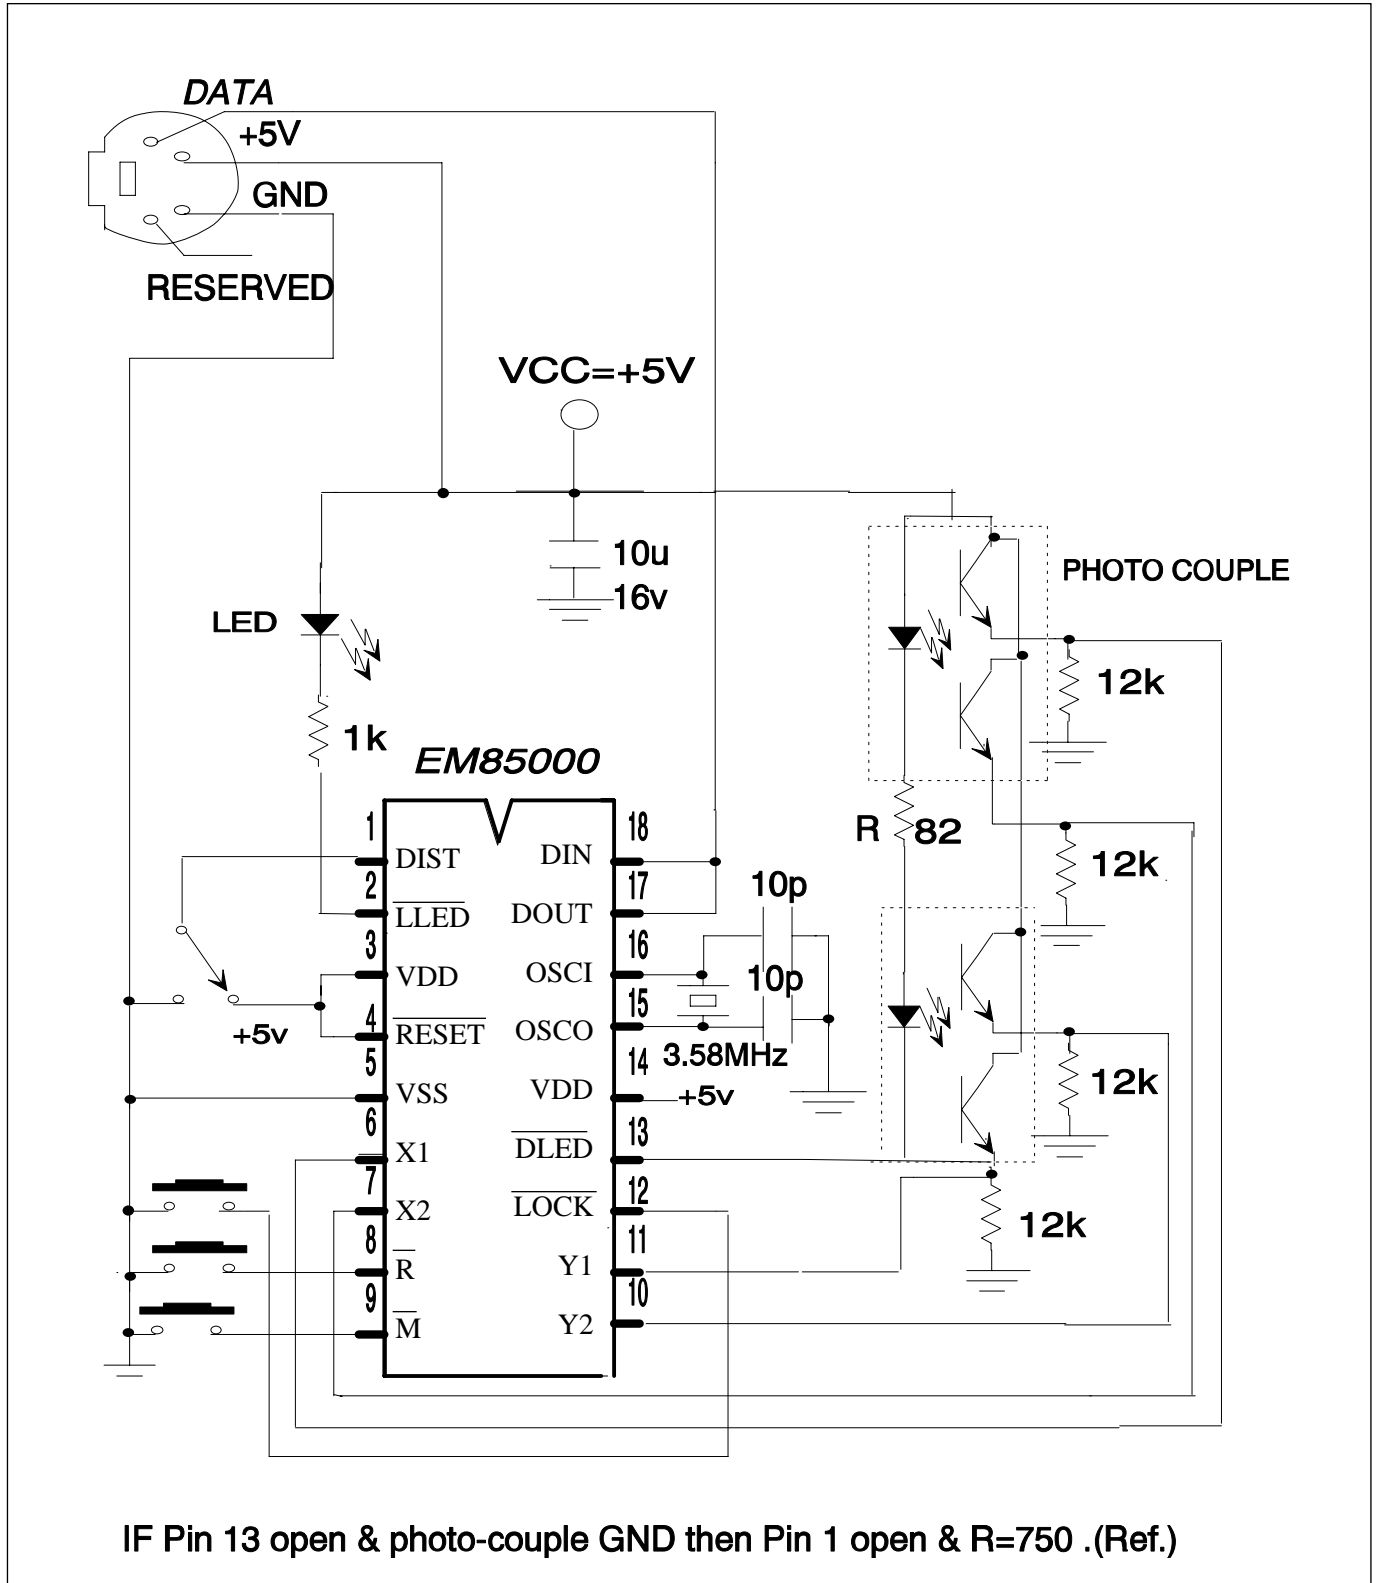 DATA
+5V
GND
RESERVED
VCC=+5V
10u
16v
PHOTO COUPLE
LED
12k
1k
EM85000
R 82
12k
1
18
DIST
DIN
2
17
10p
LLED
DOUT
3
16
VDD
OSCI
10p
4
15
+5v
RESET
OSCO
3.58MHz
5
14
VSS
VDD
+5v
12k
6
13
X1
DLED
7
12
X2
LOCK
12k
8
11
R
Y1
9
10
M
Y2
IF Pin 13 open & photo-couple GND then Pin 1 open & R=750 .(Ref.)